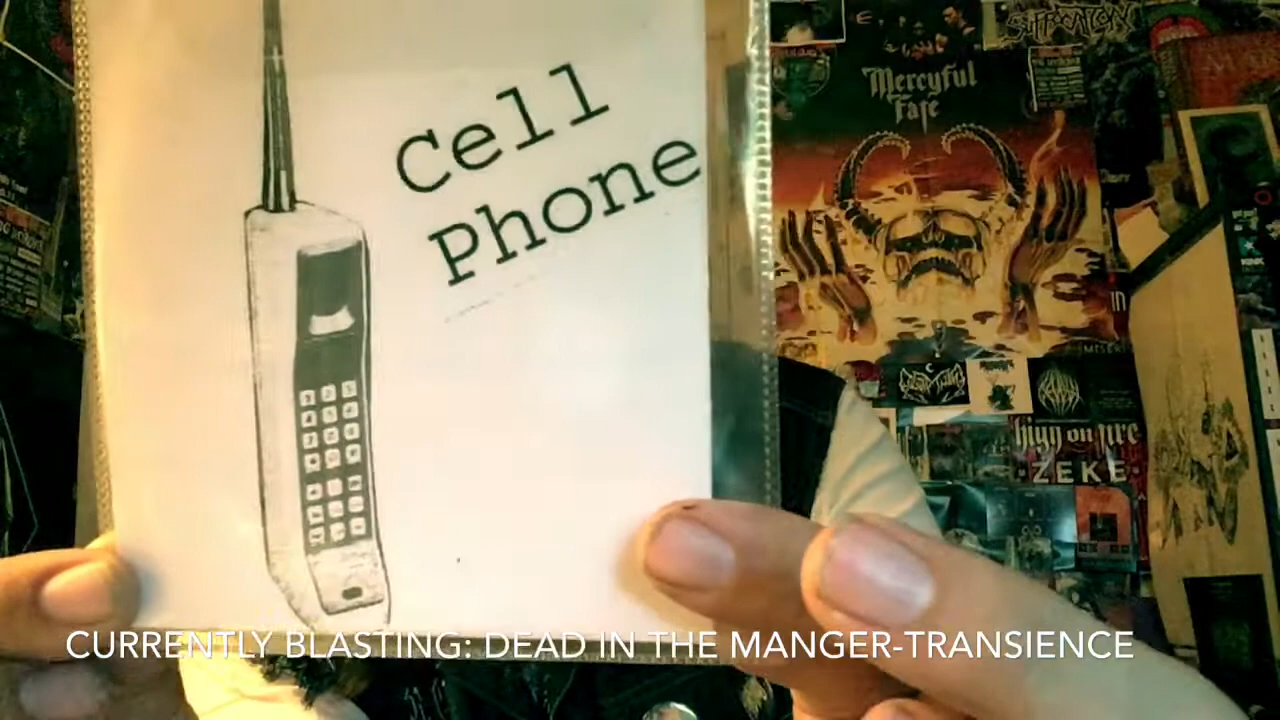 Cell
Phone
Mercyful
Fate
SUFFOCATION
high on fire
·ZEKE·
CURRENTLY BLASTING: DEAD IN THE MANGER-TRANSIENCE